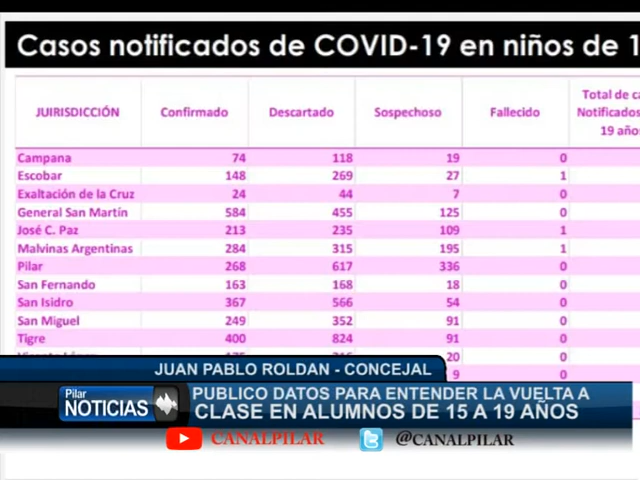 Casos notificados de COVID-19 en niños de 1
JUIRISDICCIÓN Confirmado Descartado Sospechoso Fallecido Total de ca
Notificados
19 años
Campana 74 118 19 0
Escobar 148 269 27 1
Exaltación de la Cruz 24 44 7 0
General San Martín 584 455 125 0
José C. Paz 213 235 109 1
Malvinas Argentinas 284 315 195 1
Pilar 268 617 336 0
San Fernando 163 168 18 0
San Isidro 367 566 54 0
San Miguel 249 352 91 0
Tigre 400 824 91 0
20 0
9 0
JUAN PABLO ROLDAN - CONCEJAL
Pilar
NOTICIAS
PUBLICO DATOS PARA ENTENDER LA VUELTA A
CLASE EN ALUMNOS DE 15 A 19 AÑOS
CANALPILAR @CANALPILAR